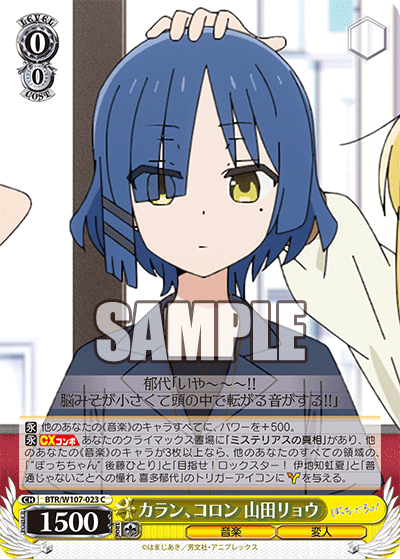 LEVEL
0
0
COST
SAMPLE
郁代「いや~~~!!
脳みそが小さくて頭の中で転がる音がする!!」
永 他のあなたの《音楽》のキャラすべてに、パワーを+500。
永 CXコンボ あなたのクライマックス置場に「ミステリアスの真相」があり、他
のあなたの《音楽》のキャラが3枚以上なら、他のあなたのすべての領域の、
「“ぼっちちゃん” 後藤ひとり」と「目指せ!ロックスター! 伊地知虹夏」と「普
通じゃないことへの憧れ 喜多郁代」のトリガーアイコンにを与える。
CH BTR/W107-023 C
POWER
1500
カラン、コロン 山田リョウ
ぼっち・ざ・ろっく!
音楽
変人
©はまじあき/芳文社・アニプレックス